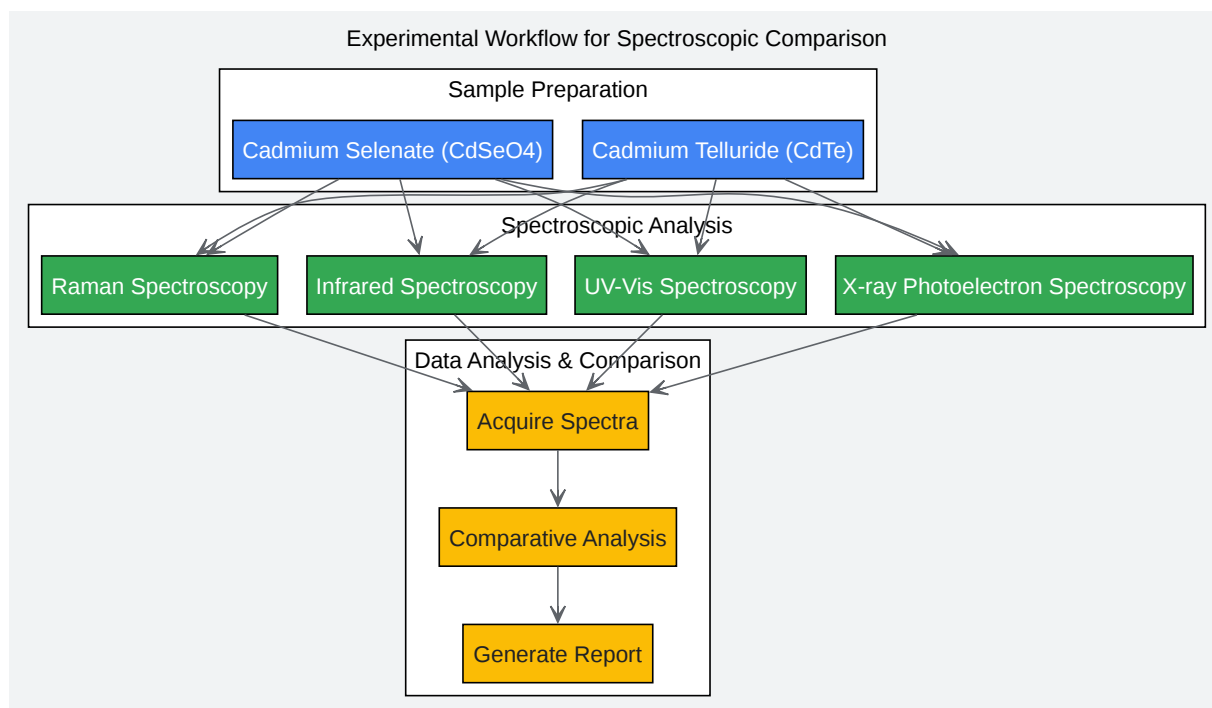 Experimental Workflow for Spectroscopic Comparison
Sample Preparation
Cadmium Selenate (CdSeO4)
Cadmium Telluride (CdTe)
Spectroscopic Analysis
Raman Spectroscopy
Infrared Spectroscopy
UV-Vis Spectroscopy
X-ray Photoelectron Spectroscopy
Data Analysis & Comparison
Acquire Spectra
Comparative Analysis
Generate Report